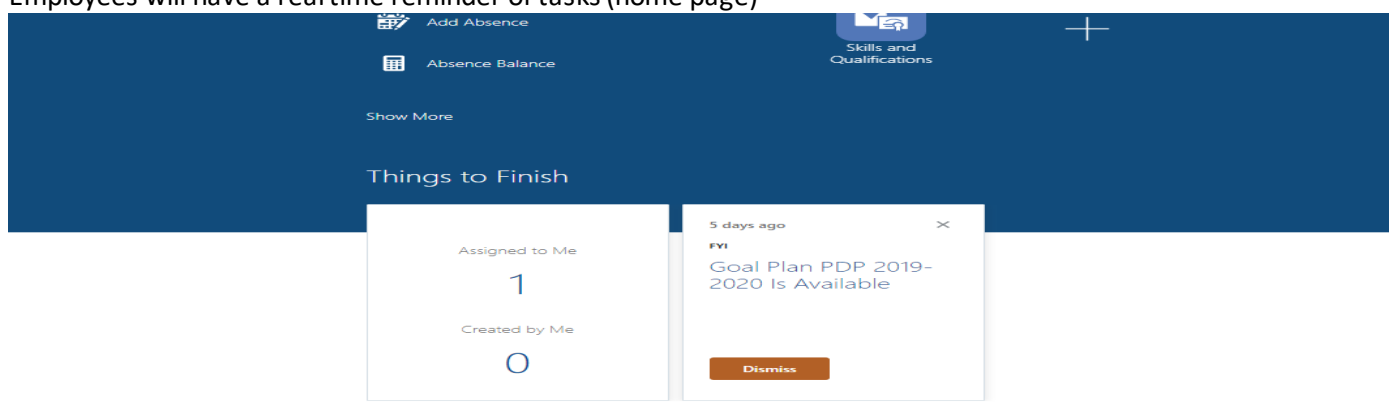 Employees will have a realtime reminder of tasks (home page)
Add Absence
Absence Balance
Skills and
Qualifications
Show More
Things to Finish
Assigned to Me
1
Created by Me
0
5 days ago
FYI
Goal Plan PDP 2019-
2020 Is Available
Dismiss